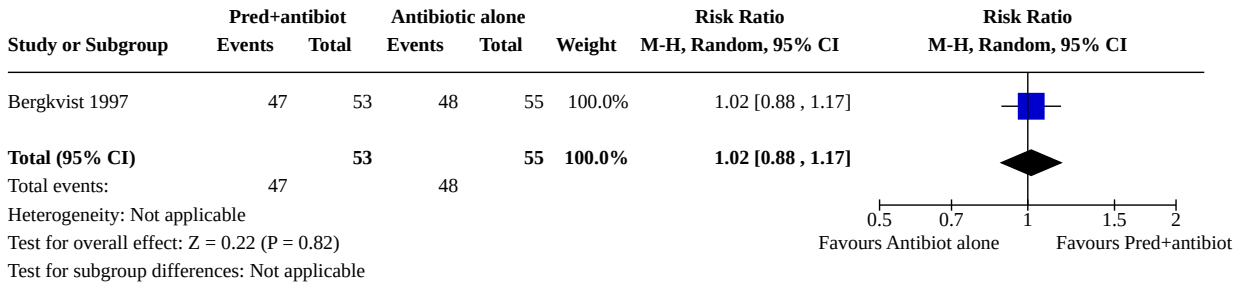 Pred+antibiot Antibiotic alone Risk Ratio Risk Ratio
Study or Subgroup Events Total Events Total Weight M-H, Random, 95% CI M-H, Random, 95% CI
Bergkvist 1997 47 53 48 55 100.0% 1.02 [0.88 , 1.17]
Total (95% CI) 53 55 100.0% 1.02 [0.88 , 1.17]
Total events: 47 48
Heterogeneity: Not applicable
0.5 0.7 1 1.5 2
Test for overall effect: Z = 0.22 (P = 0.82)
Favours Antibiot alone Favours Pred+antibiot
Test for subgroup differences: Not applicable